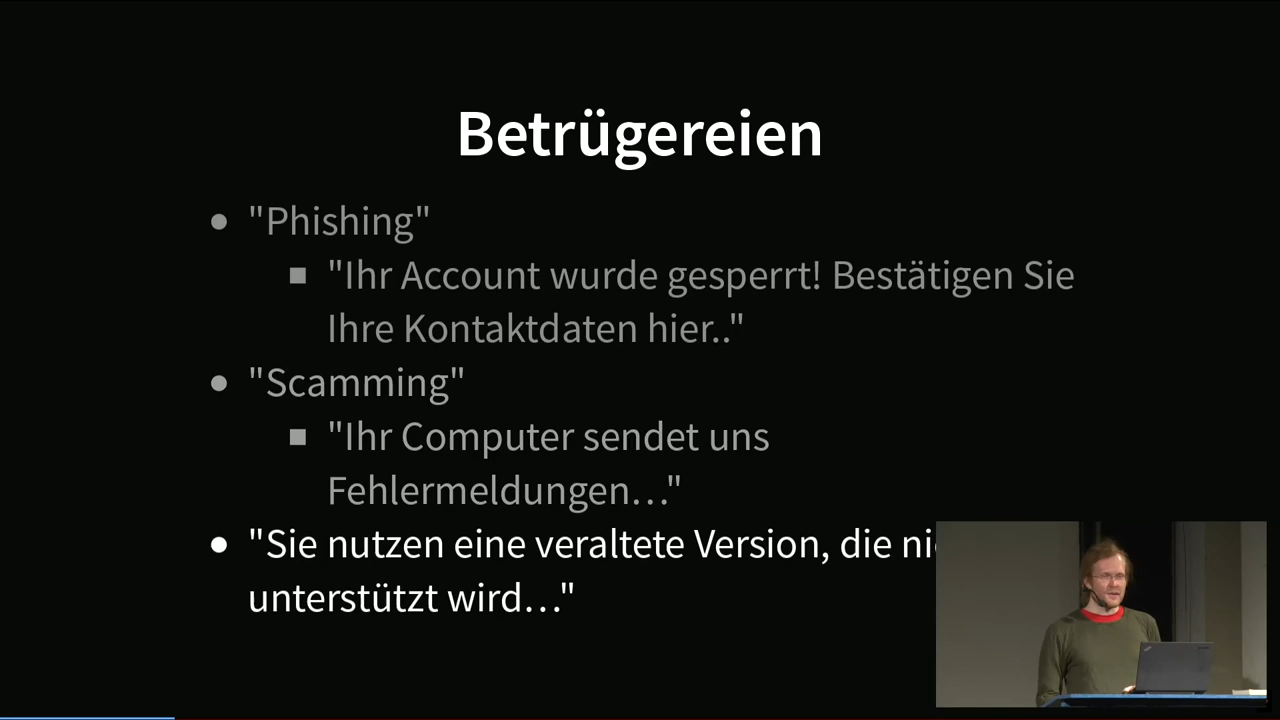 Betrügereien
"Phishing"
"Ihr Account wurde gesperrt! Bestätigen Sie
Ihre Kontaktdaten hier.."
"Scamming"
"Ihr Computer sendet uns
Fehlermeldungen…"
"Sie nutzen eine veraltete Version, die
unterstützt wird…"